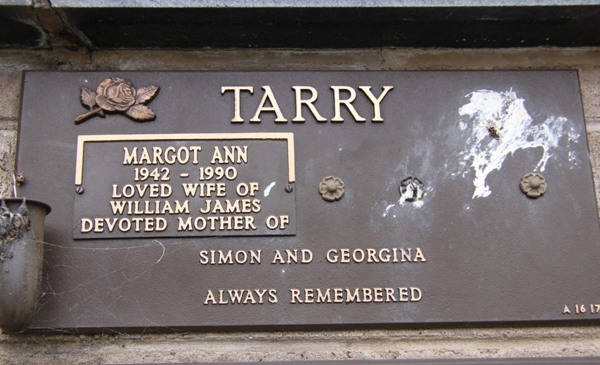 TARRY
MARGOT ANN
1942 - 1990
LOVED WIFE OF
WILLIAM JAMES
DEVOTED MOTHER OF
SIMON AND GEORGINA
ALWAYS REMEMBERED
A 16 17